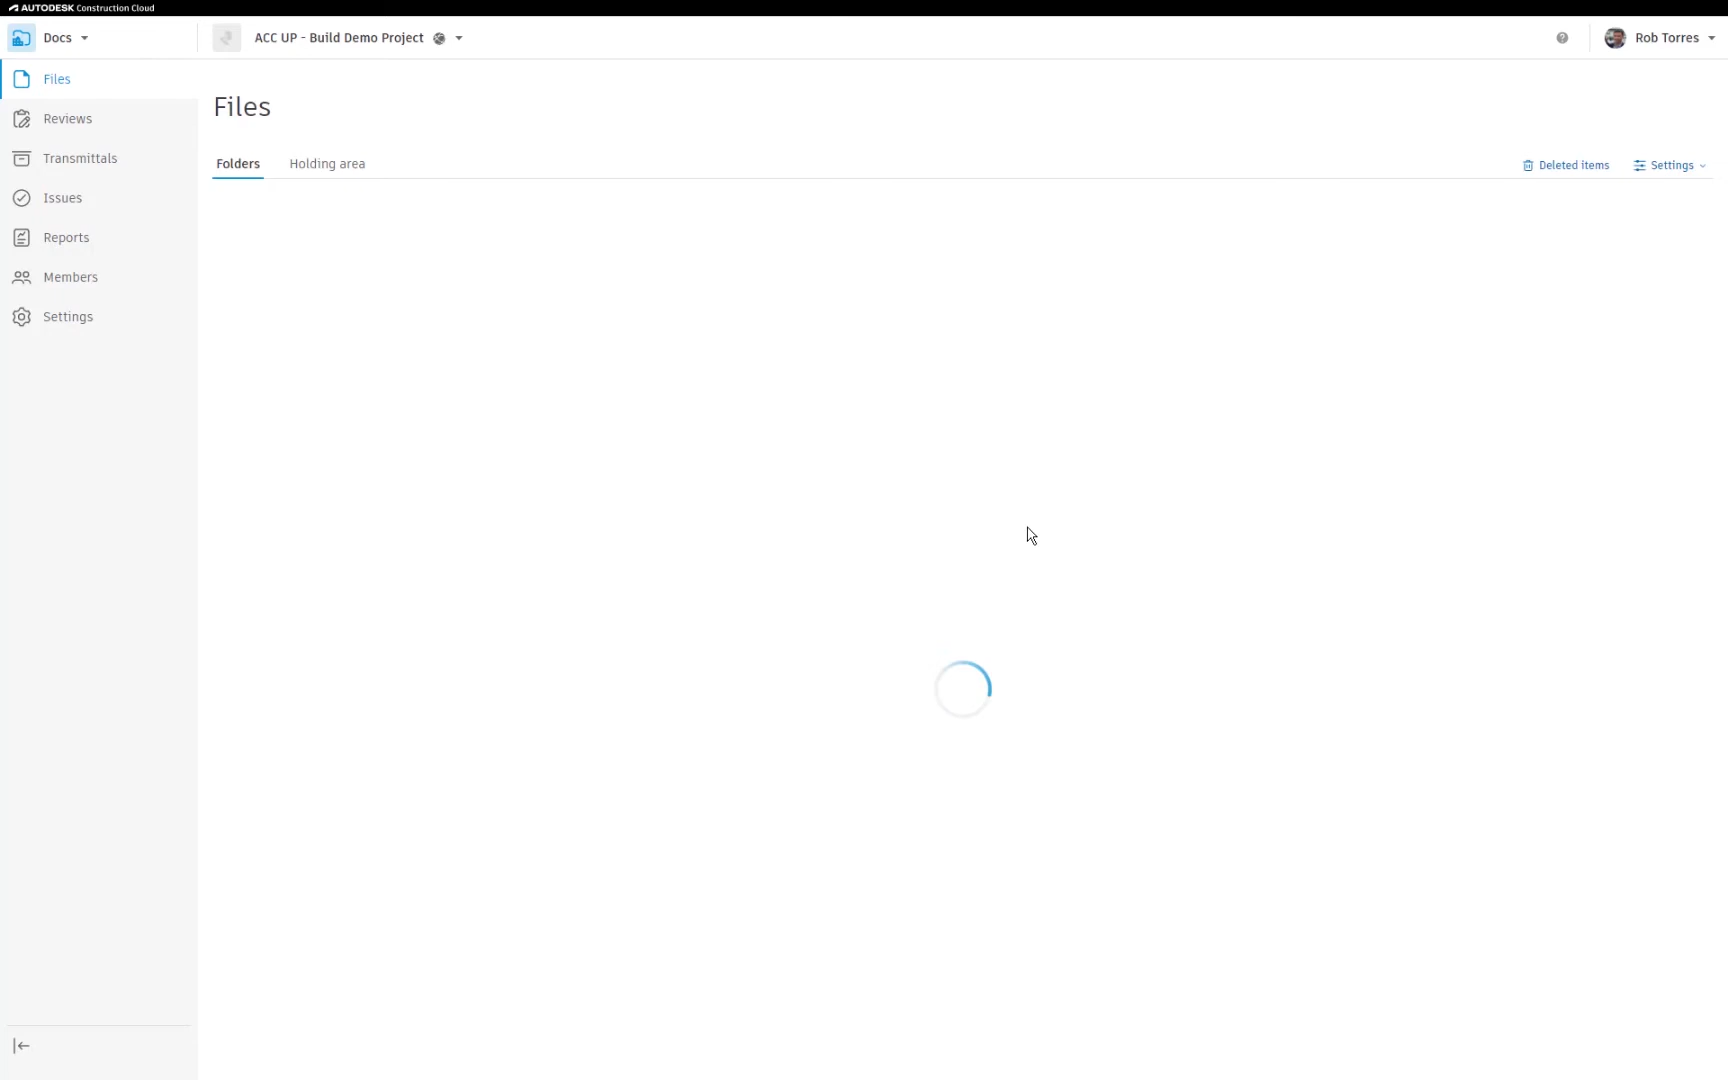 AUTODESK Construction Cloud
Docs
ACC UP - Build Demo Project
Rob Torres
Files
Reviews
Transmittals
Issues
Reports
Members
Settings
Files
Folders
Holding area
Deleted items
Settings